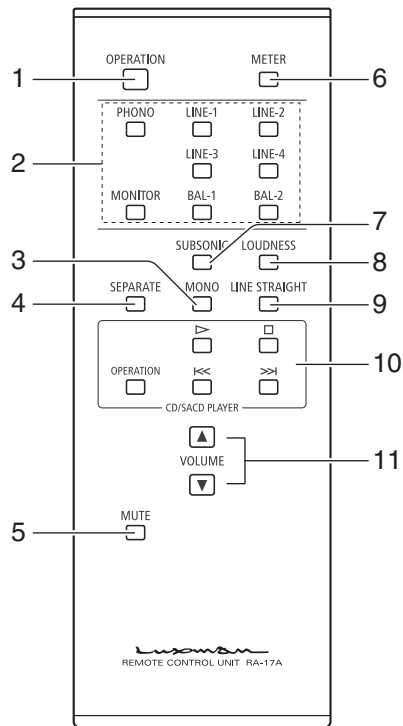 OPERATION METER
1 6
PHONO LINE-1 LINE-2
2
LINE-3 LINE-4
MONITOR BAL-1 BAL-2
7
SUBSONIC LOUDNESS
3 8
SEPARATE MONO LINE STRAIGHT
4 9
10
OPERATION
CD/SACD PLAYER
VOLUME 11
MUTE
5
Luxman
REMOTE CONTROL UNIT RA-17A